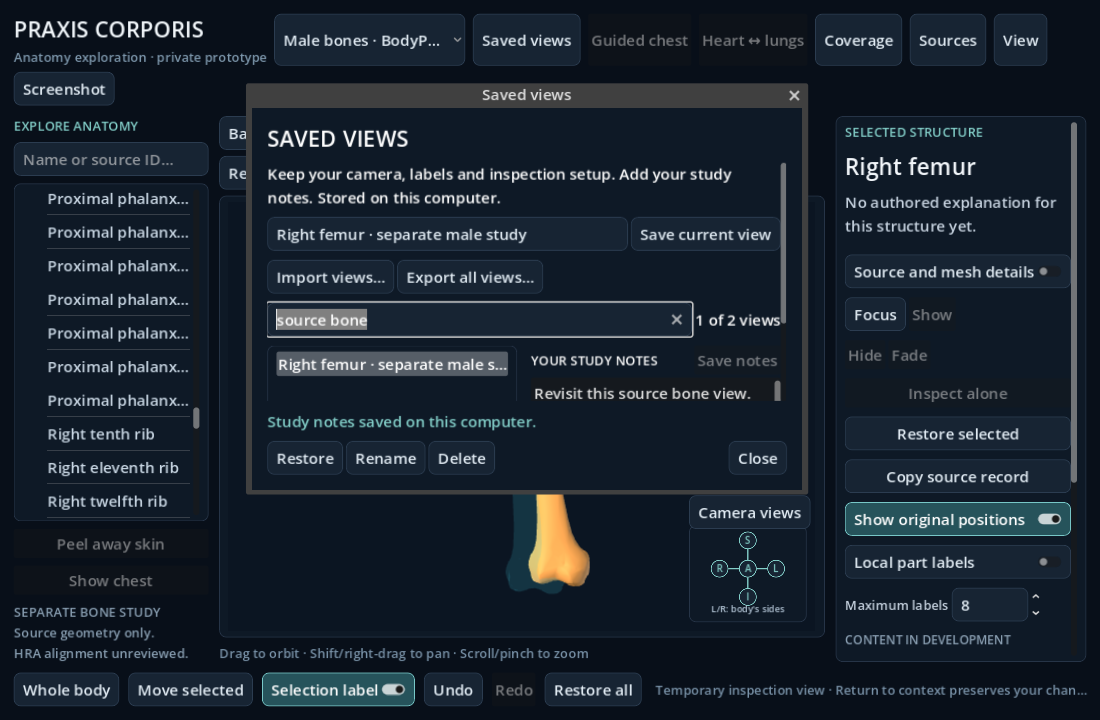 PRAXIS CORPORIS
Anatomy exploration · private prototype
Male bones · BodyP...
Saved views
Guided chest
Heart ↔ lungs
Coverage
Sources
View
Screenshot
EXPLORE ANATOMY
Name or source ID...
Proximal phalanx...
Proximal phalanx...
Proximal phalanx...
Proximal phalanx...
Proximal phalanx...
Proximal phalanx...
Proximal phalanx...
Right tenth rib
Right eleventh rib
Right twelfth rib
Peel away skin
Show chest
SEPARATE BONE STUDY
Source geometry only.
HRA alignment unreviewed.
Ba
Re
Saved views
SAVED VIEWS
Keep your camera, labels and inspection setup. Add your study
notes. Stored on this computer.
Right femur · separate male study
Save current view
Import views...
Export all views...
source bone
1 of 2 views
Right femur · separate male s...
YOUR STUDY NOTES
Save notes
Revisit this source bone view.
Study notes saved on this computer.
Restore
Rename
Delete
Close
Camera views
S
R
A
L
I
L/R: body's sides
Drag to orbit · Shift/right-drag to pan · Scroll/pinch to zoom
SELECTED STRUCTURE
Right femur
No authored explanation for
this structure yet.
Source and mesh details
Focus
Show
Hide
Fade
Inspect alone
Restore selected
Copy source record
Show original positions
Local part labels
Maximum labels
8
CONTENT IN DEVELOPMENT
Whole body
Move selected
Selection label
Undo
Redo
Restore all
Temporary inspection view · Return to context preserves your chan...